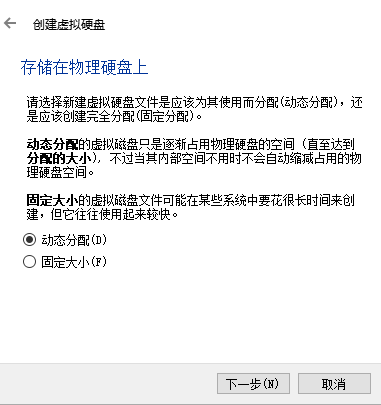 创建虚拟硬盘
存储在物理硬盘上
请选择新建虚拟硬盘文件是应该为其使用而分配(动态分配)，还
是应该创建完全分配(固定分配)。
动态分配的虚拟磁盘只是逐渐占用物理硬盘的空间（直至达到
分配的大小），不过当其内部空间不用时不会自动缩减占用的物
理硬盘空间。
固定大小的虚拟磁盘文件可能在某些系统中要花很长时间来创
建，但它往往使用起来较快。
动态分配(D)
固定大小(F)
下一步(N)
取消